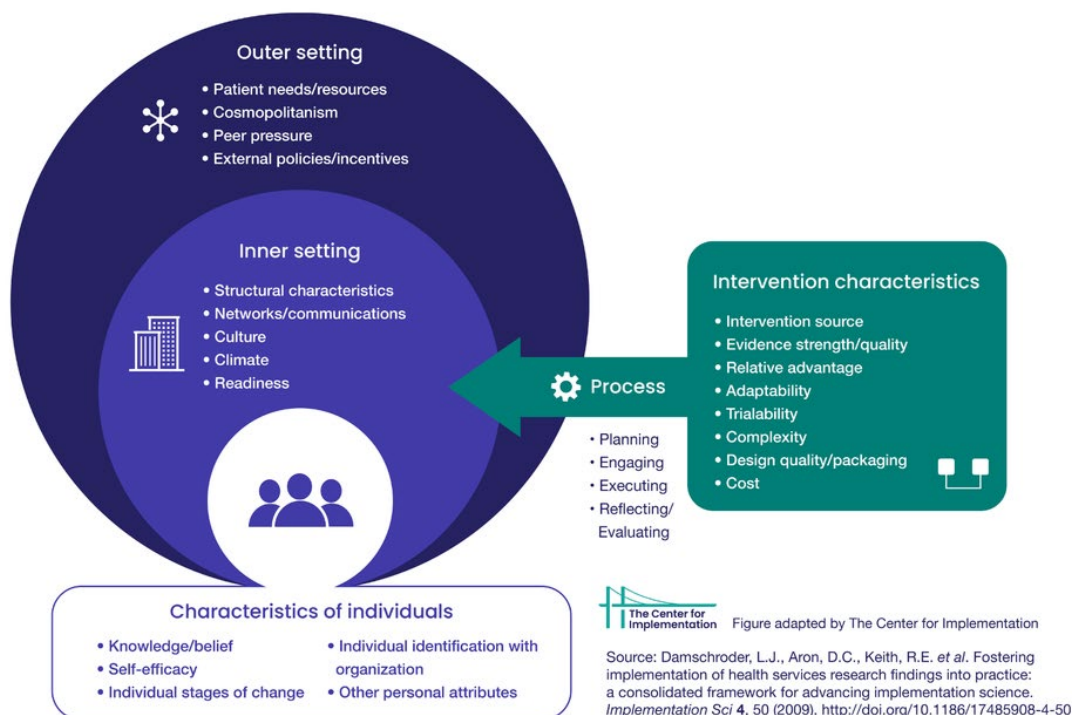 Outer setting
• Patient needs/resources
• Cosmopolitanism
• Peer pressure
• External policies/incentives
Inner setting
• Structural characteristics
• Networks/communications
• Culture
• Climate
• Readiness
Characteristics of individuals
• Knowledge/belief
• Self-efficacy
• Individual stages of change
• Individual identification with
organization
• Other personal attributes
Process
• Planning
• Engaging
• Executing
• Reflecting/
Evaluating
Intervention characteristics
• Intervention source
• Evidence strength/quality
• Relative advantage
• Adaptability
• Trialability
• Complexity
• Design quality/packaging
• Cost
The Center for
Implementation
Figure adapted by The Center for Implementation
Source: Damschroder, L.J., Aron, D.C., Keith, R.E. et al. Fostering
implementation of health services research findings into practice:
a consolidated framework for advancing implementation science.
Implementation Sci 4, 50 (2009). http://doi.org/10.1186/17485908-4-50